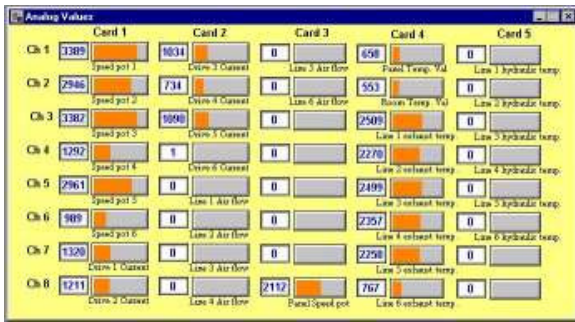 Analog Values
Card 1 Card 2 Card 3 Card 4 Card 5
Ch 1 3389 1034 0 658 0
Speed pot 1 Drive 3 Current Line 5 Air flow Panel Temp. Val Line 1 hydraulic temp.
Ch 2 2946 734 0 553 0
Speed pot 2 Drive 4 Current Line 6 Air flow Room Temp. Val Line 2 hydraulic temp.
Ch 3 3382 1090 0 2509 0
Speed pot 3 Drive 5 Current Line 1 exhaust temp. Line 3 hydraulic temp.
Ch 4 1292 1 0 2270 0
Speed pot 4 Drive 6 Current Line 2 exhaust temp. Line 4 hydraulic temp.
Ch 5 2961 0 0 2499 0
Speed pot 5 Line 1 Air flow Line 3 exhaust temp. Line 5 hydraulic temp.
Ch 6 989 0 0 2357 0
Speed pot 6 Line 2 Air flow Line 4 exhaust temp. Line 6 hydraulic temp.
Ch 7 1320 0 0 2250 0
Drive 1 Current Line 3 Air flow Line 5 exhaust temp.
Ch 8 1211 0 2112 767 0
Drive 2 Current Line 4 Air flow Panel Speed pot Line 6 exhaust temp.